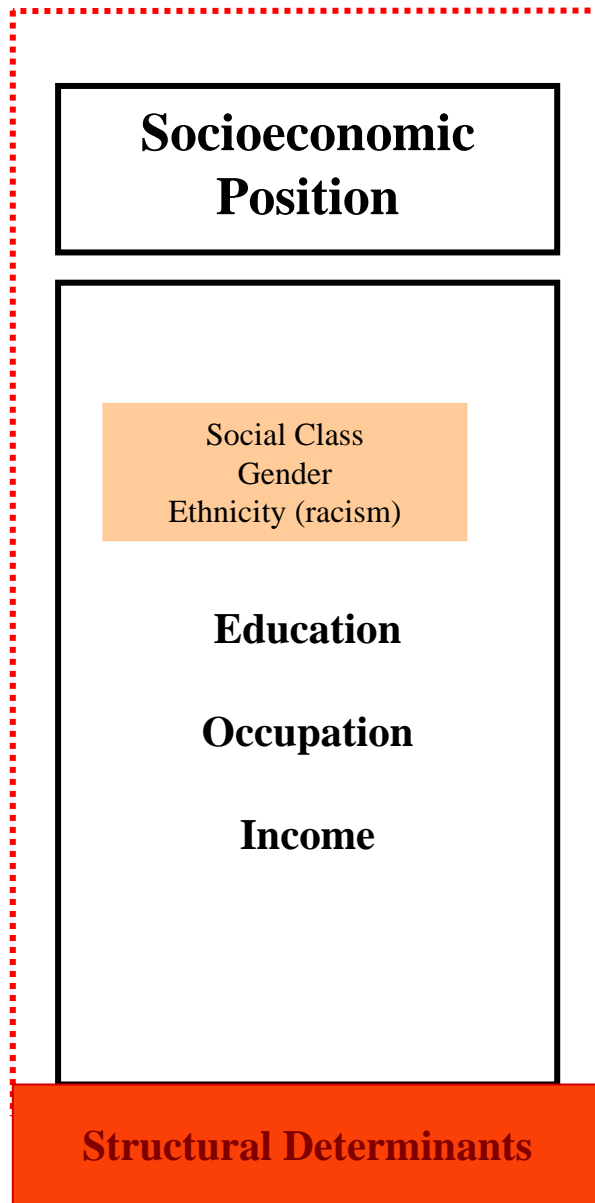 Socioeconomic
Position
Social Class
Gender
Ethnicity (racism)
Education
Occupation
Income
Structural Determinants